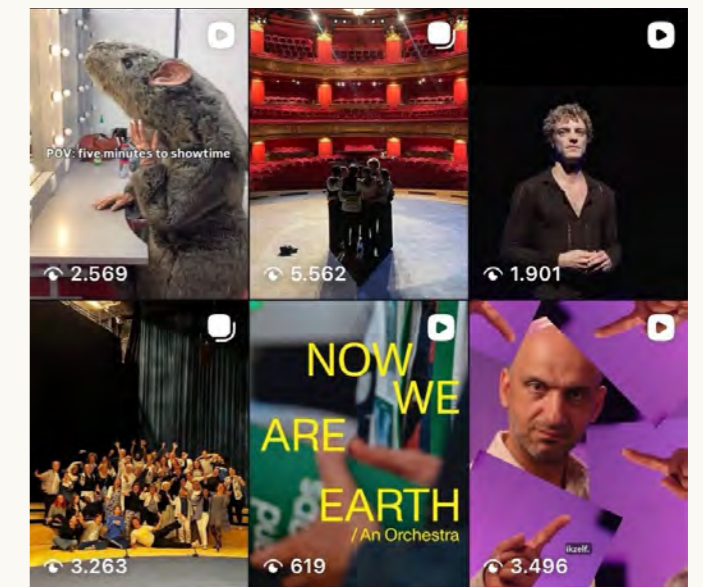 POV: five minutes to showtime
2.569
5.562
1.901
3.263
NOW
WE
ARE
EARTH
/An Orchestra
619
ikzelf.
3.496